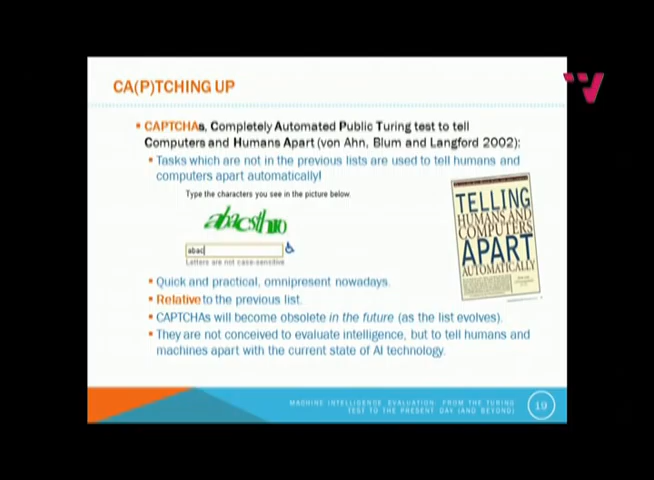 CA(P)TCHING UP
▪ CAPTCHAs, Completely Automated Public Turing test to tell
Computers and Humans Apart (von Ahn, Blum and Langford 2002):
▪ Tasks which are not in the previous lists are used to tell humans and
computers apart automatically!
Type the characters you see in the picture below.
abac
Letters are not case-sensitive
TELLING
HUMANS AND
COMPUTERS
APART
AUTOMATICALLY
▪ Quick and practical, omnipresent nowadays.
▪ Relative to the previous list.
▪ CAPTCHAs will become obsolete in the future (as the list evolves).
▪ They are not conceived to evaluate intelligence, but to tell humans and
machines apart with the current state of AI technology.
MACHINE INTELLIGENCE EVALUATION: FROM THE TURING
TEST TO THE PRESENT DAY (AND BEYOND)
19